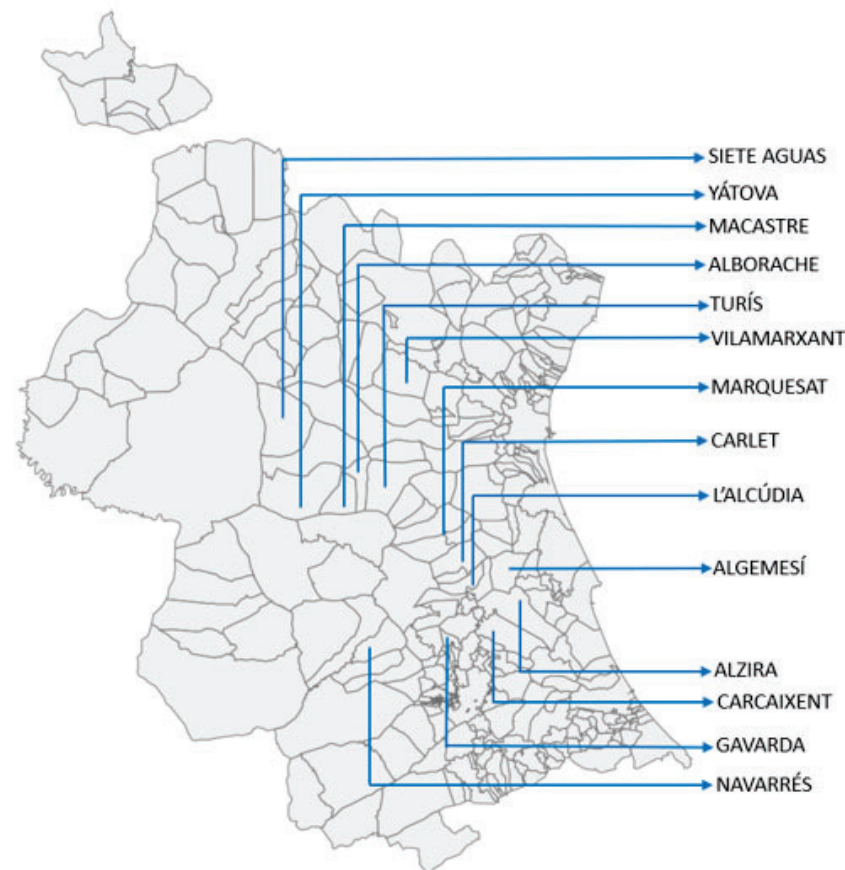 SIETE AGUAS
YÁTOVA
MACASTRE
ALBORACHE
TURÍS
VILAMARXANT
MARQUESAT
CARLET
L'ALCÚDIA
ALGEMESÍ
ALZIRA
CARCAIXENT
GAVARDA
NAVARRÉS